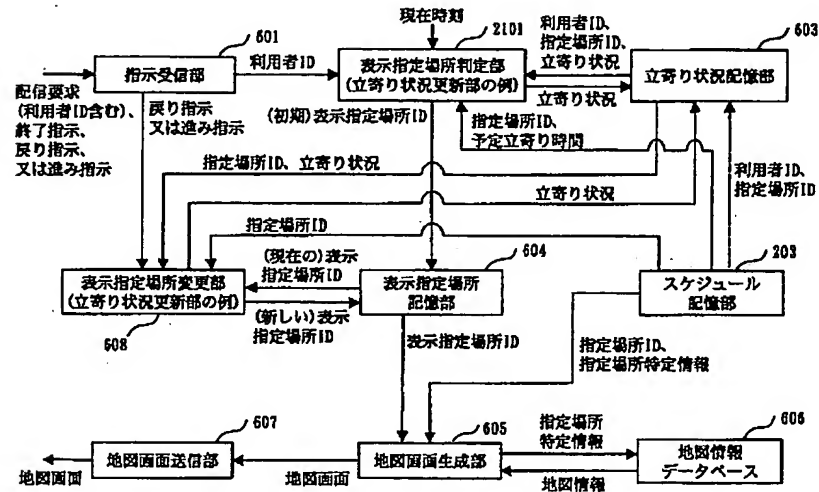 現在時刻
601
指示受信部
利用者ID
2101
表示指定場所判定部
(立寄り状況更新部の例)
利用者ID、
指定場所ID、
立寄り状況
603
立寄り状況記憶部
立寄り状況
配信要求
(利用者ID含む)、
終了指示、
戻り指示、
又は進み指示
戻り指示
又は進み指示
(初期)表示指定場所ID
指定場所ID、
予定立寄り時間
指定場所ID、立寄り状況
立寄り状況
利用者ID、
指定場所ID
指定場所ID
表示指定場所変更部
(立寄り状況更新部の例)
608
(現在の)表示
指定場所ID
(新しい)表示
指定場所ID
604
表示指定場所
記憶部
203
スケジュール
記憶部
表示指定場所ID
指定場所ID、
指定場所特定情報
607
地図画面送信部
地図画面
地図画面
605
地図画面生成部
指定場所
特定情報
地図情報
606
地図情報
データベース